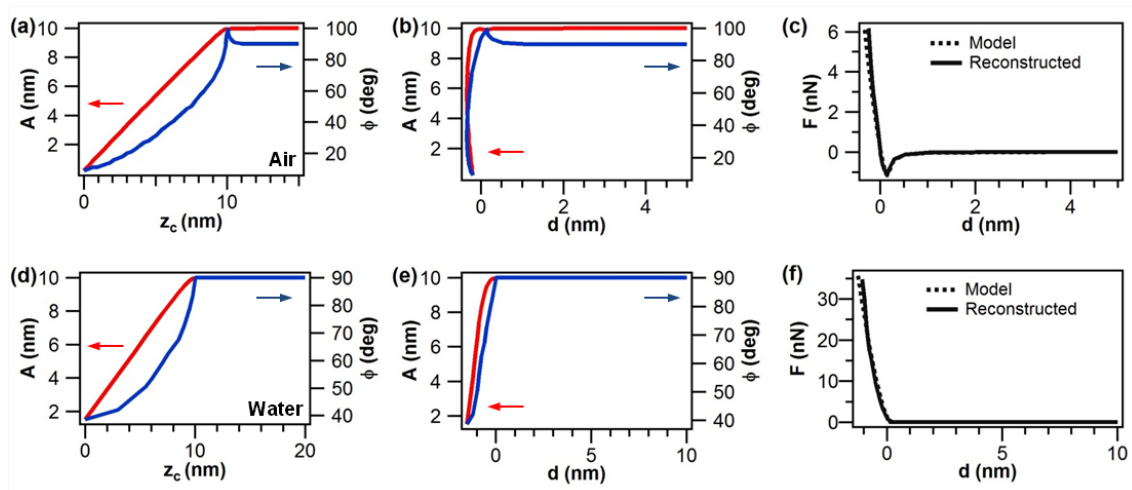 (a)
10
8
6
4
2
A (nm)
100
80
60
40
20
ϕ (deg)
Air
0
10
z_c (nm)
(b)
10
8
6
4
2
A (nm)
100
80
60
40
20
ϕ (deg)
0
2
4
d (nm)
(c)
6
4
2
0
F (nN)
Model
Reconstructed
0
2
4
d (nm)
(d)
10
8
6
4
2
A (nm)
90
80
70
60
50
40
ϕ (deg)
Water
0
10
20
z_c (nm)
(e)
10
8
6
4
2
A (nm)
90
80
70
60
50
40
ϕ (deg)
0
5
10
d (nm)
(f)
30
20
10
0
F (nN)
Model
Reconstructed
0
5
10
d (nm)